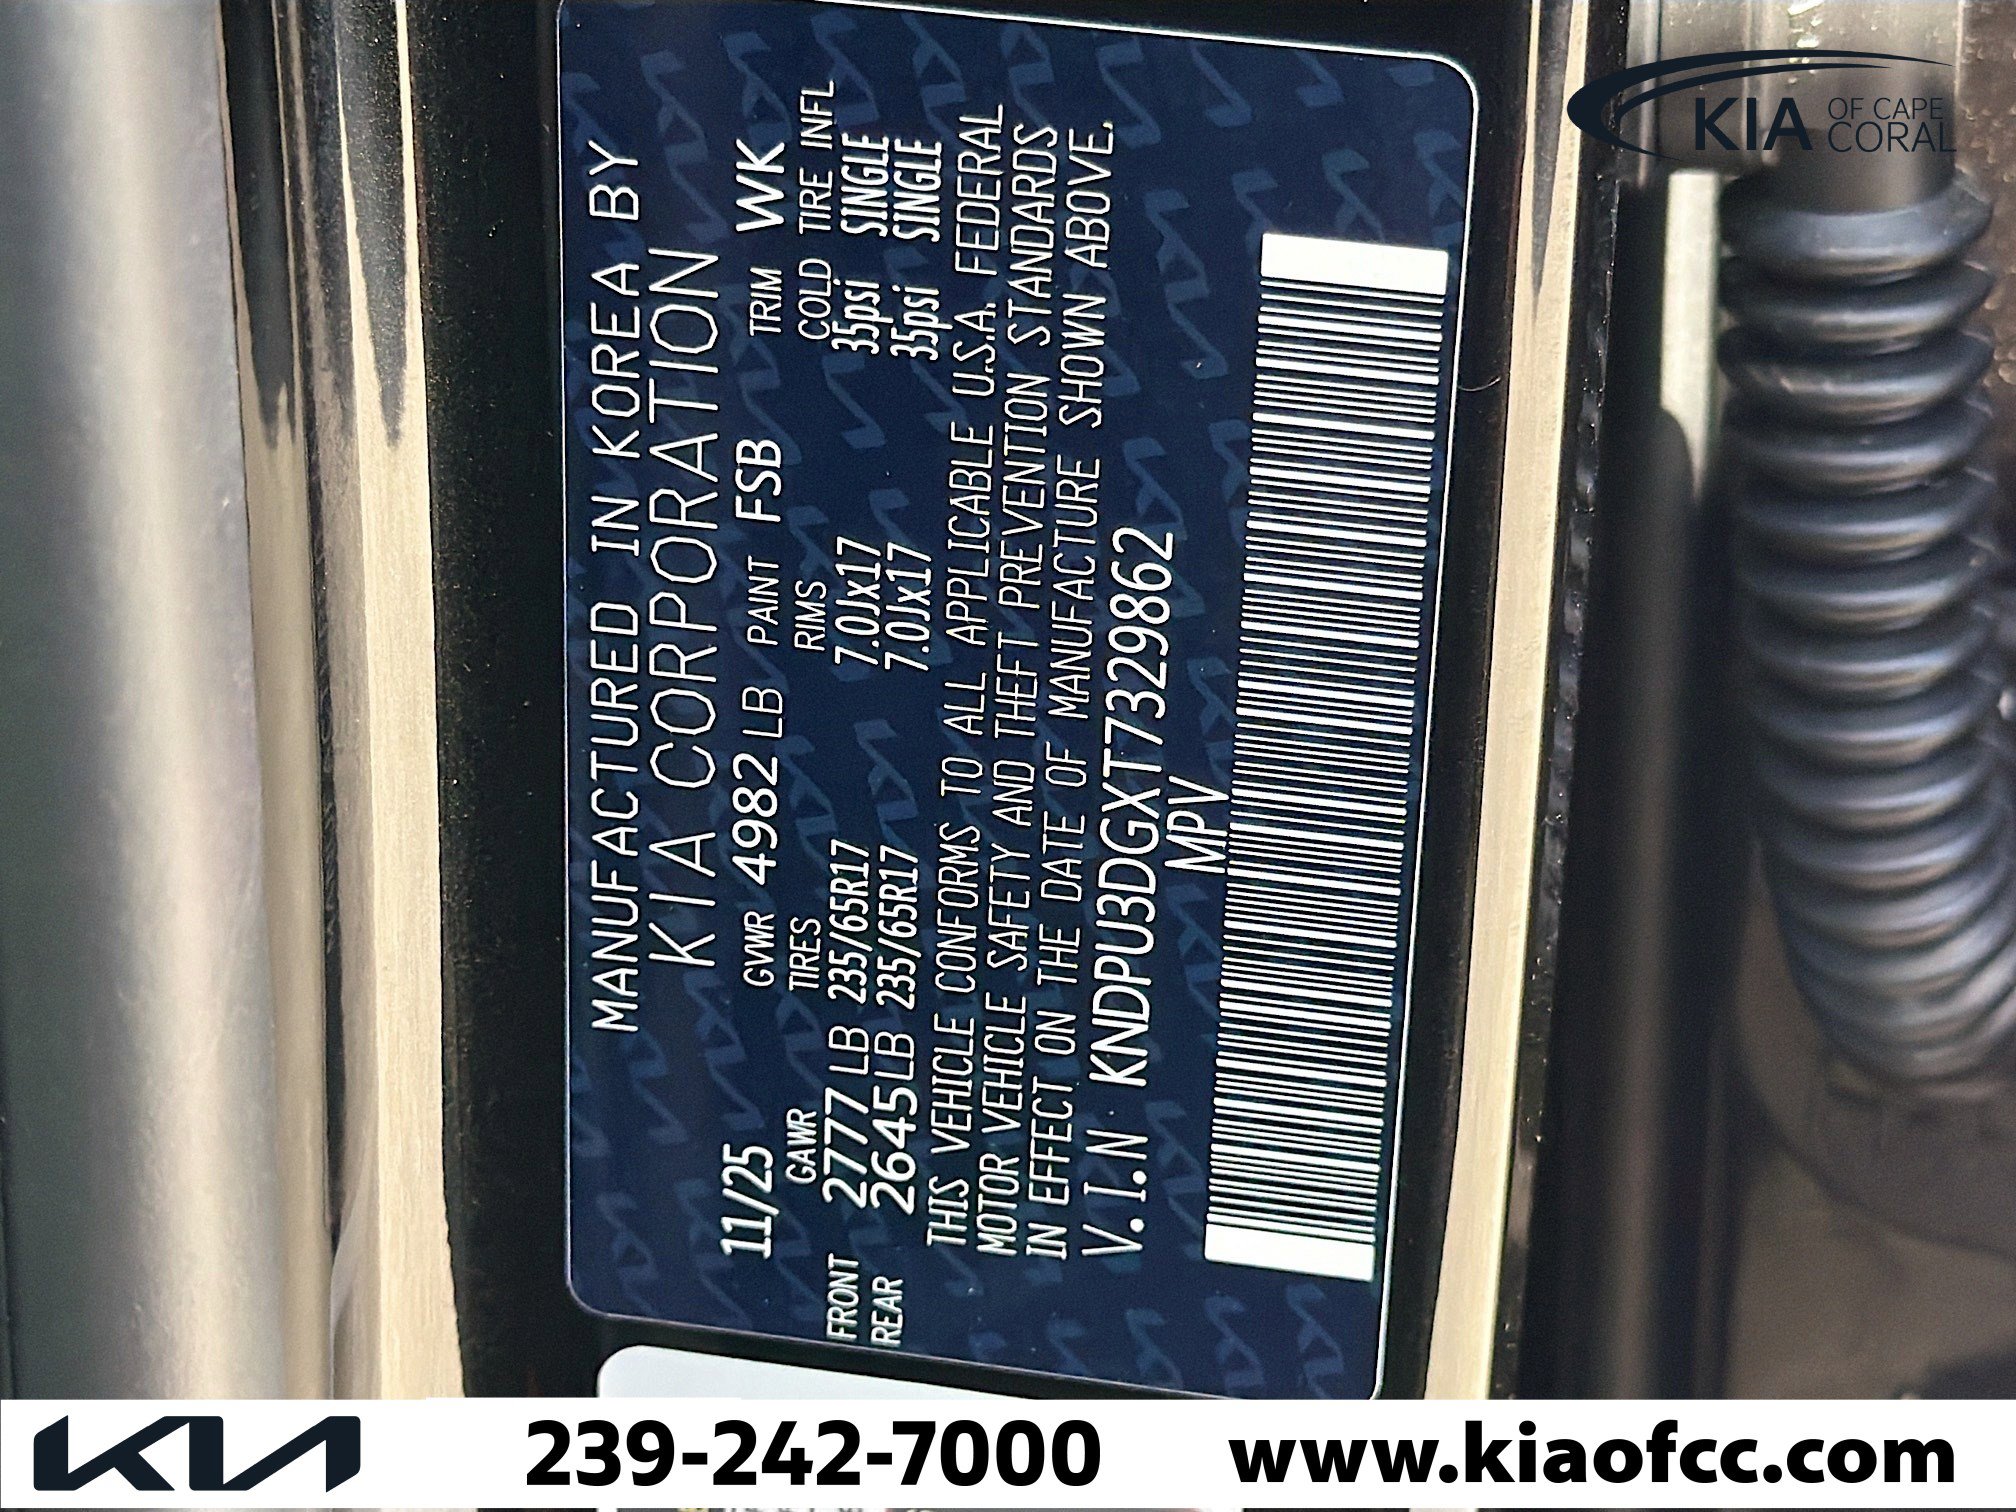 MANUFACTURED IN KOREA BY
KIA CORPORATION
11/25 GVWR 4982 LB PAINT FSB TRIM WK
GAWR TIRES RIMS COLD TIRE INFL
FRONT 2777 LB 235/65R17 7.0Jx17 35psi SINGLE
REAR 2645LB 235/65R17 7.0Jx17 35psi SINGLE
THIS VEHICLE CONFORMS TO ALL APPLICABLE U.S.A. FEDERAL
MOTOR VEHICLE SAFETY AND THEFT PREVENTION STANDARDS
IN EFFECT ON THE DATE OF MANUFACTURE SHOWN ABOVE.
V.I.N KNDPU3DGXT7329862
MPV
KIA OF CAPE CORAL
KIA 239-242-7000 www.kiaofcc.com